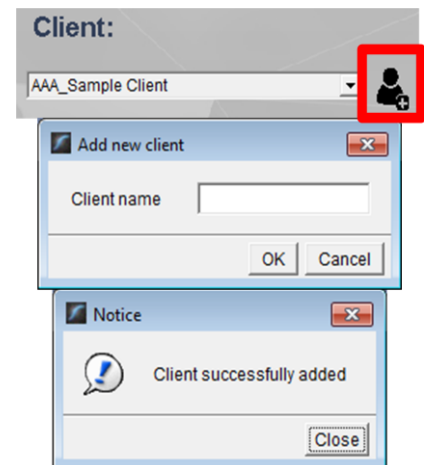 Client:
AAA_Sample Client
Add new client
Client name
OK Cancel
Notice
Client successfully added
Close